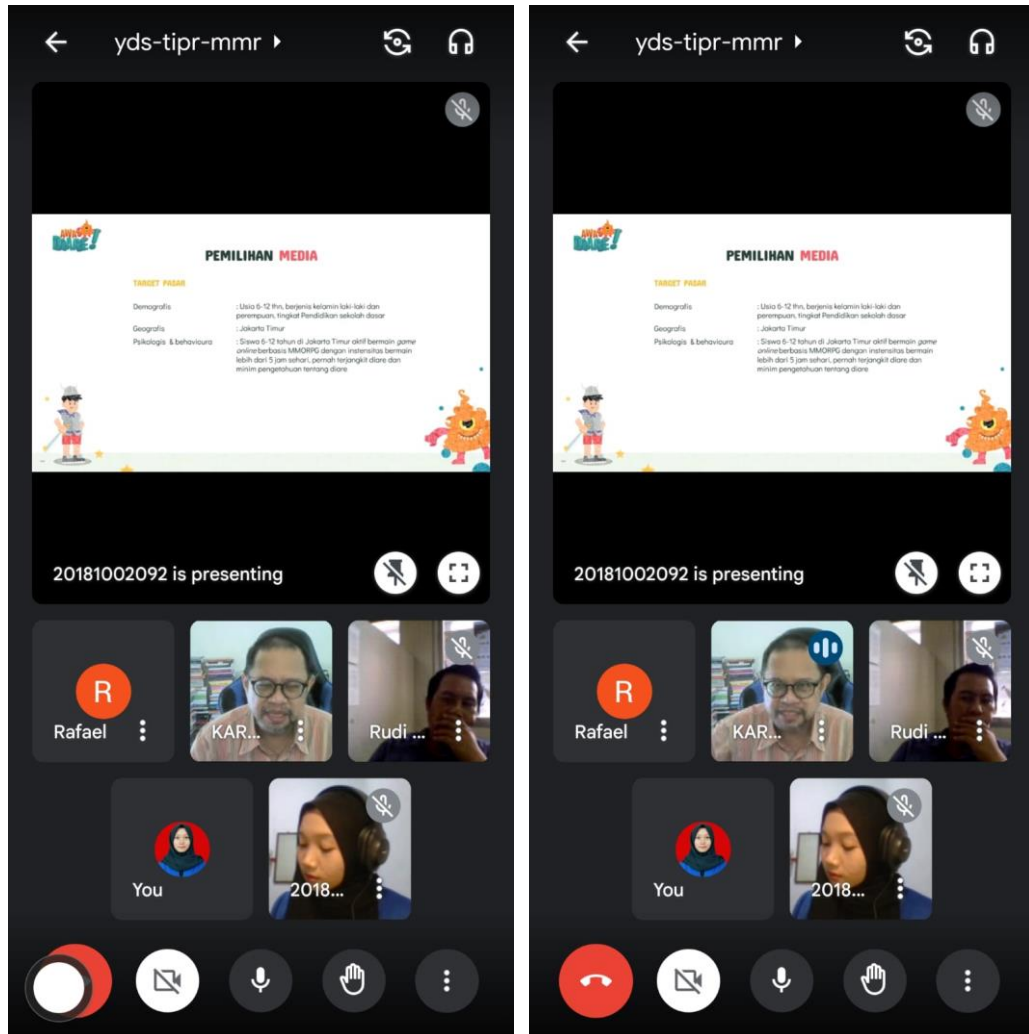 yds-tipr-mmr
AWAS
DIARE!
PEMILIHAN MEDIA
TARGET PASAR
Demografis : Usia 6-12 thn, berjenis kelamin laki-laki dan
perempuan, tingkat Pendidikan sekolah dasar
Geografis : Jakarta Timur
Psikologis & behavioura : Siswa 6-12 tahun di Jakarta Timur aktif bermain game
online berbasis MMORPG dengan instensitas bermain
lebih dari 5 jam sehari, pernah terjangkit diare dan
minim pengetahuan tentang diare
20181002092 is presenting
R
Rafael
KAR...
Rudi ...
You
2018...
yds-tipr-mmr
AWAS
DIARE!
PEMILIHAN MEDIA
TARGET PASAR
Demografis : Usia 6-12 thn, berjenis kelamin laki-laki dan
perempuan, tingkat Pendidikan sekolah dasar
Geografis : Jakarta Timur
Psikologis & behavioura : Siswa 6-12 tahun di Jakarta Timur aktif bermain game
online berbasis MMORPG dengan instensitas bermain
lebih dari 5 jam sehari, pernah terjangkit diare dan
minim pengetahuan tentang diare
20181002092 is presenting
R
Rafael
KAR...
Rudi ...
You
2018...